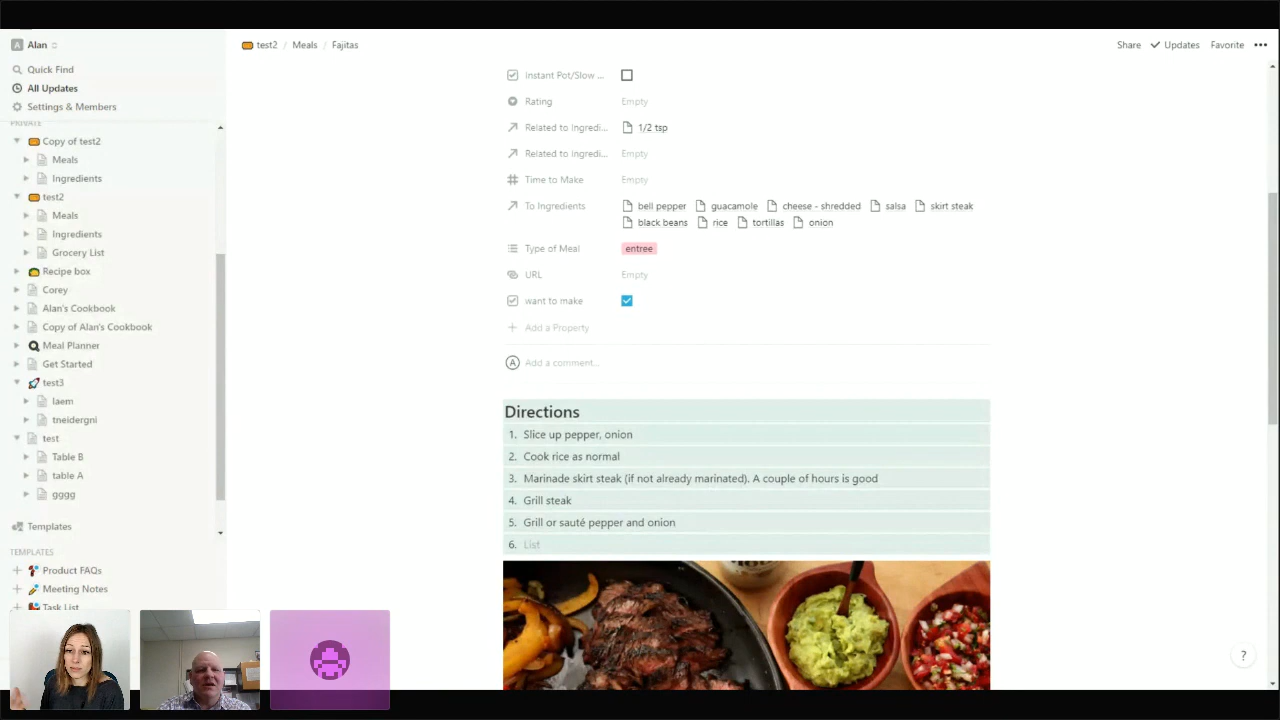 A Alan
Quick Find
All Updates
Settings & Members
PRIVATE
Copy of test2
Meals
Ingredients
test2
Meals
Ingredients
Grocery List
Recipe box
Corey
Alan's Cookbook
Copy of Alan's Cookbook
Meal Planner
Get Started
test3
laem
tneidergni
test
Table B
table A
gggg
Templates
TEMPLATES
Product FAQs
Meeting Notes
Task List
test2 / Meals / Fajitas
Share Updates Favorite
Instant Pot/Slow ...
Rating Empty
Related to Ingredi... 1/2 tsp
Related to Ingredi... Empty
Time to Make Empty
To Ingredients bell pepper guacamole cheese - shredded salsa skirt steak
black beans rice tortillas onion
Type of Meal entree
URL Empty
want to make
Add a Property
A Add a comment...
Directions
1. Slice up pepper, onion
2. Cook rice as normal
3. Marinade skirt steak (if not already marinated). A couple of hours is good
4. Grill steak
5. Grill or sauté pepper and onion
6. List
?